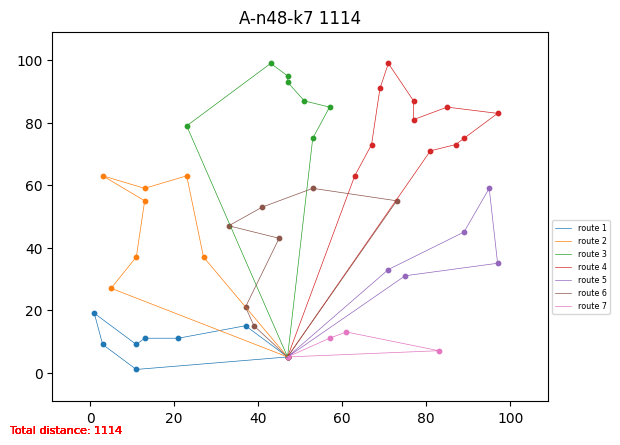 A-n48-k7 1114
100
80
60
40
20
0
0 20 40 60 80 100
route 1
route 2
route 3
route 4
route 5
route 6
route 7
Total distance: 1114